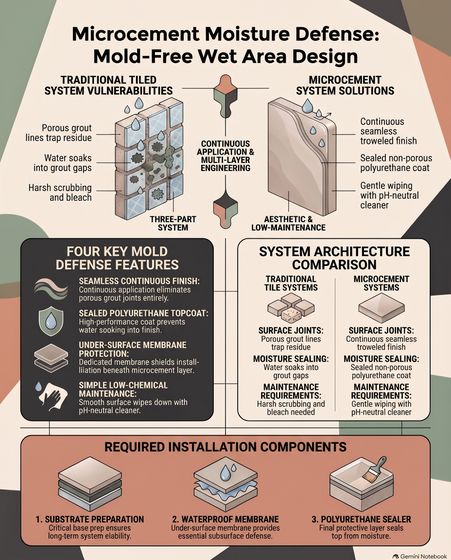 Microcement Moisture Defense:
Mold-Free Wet Area Design
TRADITIONAL TILED
SYSTEM VULNERABILITIES
Porous grout
lines trap residue
Water soaks
into grout gaps
Harsh scrubbing
and bleach
THREE-PART
SYSTEM
CONTINUOUS
APPLICATION &
MULTI-LAYER
ENGINEERING
MICROCEMENT
SYSTEM SOLUTIONS
Continuous
seamless
troweled finish
Sealed non-porous
polyurethane coat
Gentle wiping with
pH-neutral
cleaner
AESTHETIC &
LOW-MAINTENANCE
FOUR KEY MOLD
DEFENSE FEATURES
SEAMLESS CONTINUOUS FINISH:
Continuous application eliminates
porous grout joints entirely.
SEALED POLYURETHANE TOPCOAT:
High-performance coat prevents
water sooking into finish.
UNDER-SURFACE MEMBRANE
PROTECTION:
Dedicated membrane shields install-
lliation beneath microcement layer.
SIMPLE LOW-CHEMICAL
MAINTENANCE:
Smooth surface wipes down with
pH-neutral cleaner.
SYSTEM ARCHITECTURE
COMPARISON
TRADITIONAL
TILE SYSTEMS
SURFACE JOINTS:
Porous grout lines
trap residue
MOISTURE SEALING:
Water soaks into
grout gaps
MAINTENANCE
REQUIREMENTS:
Harsh scrubbing and
bleach needed
MICROCEMENT
SYSTEMS
SURFACE JOINTS:
Continuous seamless
troweled finish
MOISTURE SEALING:
Sealed non-porous
polyurethane coat
MAINTENANCE
REQUIREMENTS:
Gentle wiping with
pH-neutral cleaner
REQUIRED INSTALLATION COMPONENTS
1. SUBSTRATE PREPARATION
Critical base prep ensures
long-term system elability.
2. WATERPROOF MEMBRANE
Under-surface membrane provides
essential subsurface defense.
3. POLYURETHANE SEALER
Final protective layer seals
top from moisture.
Gemini Notebook